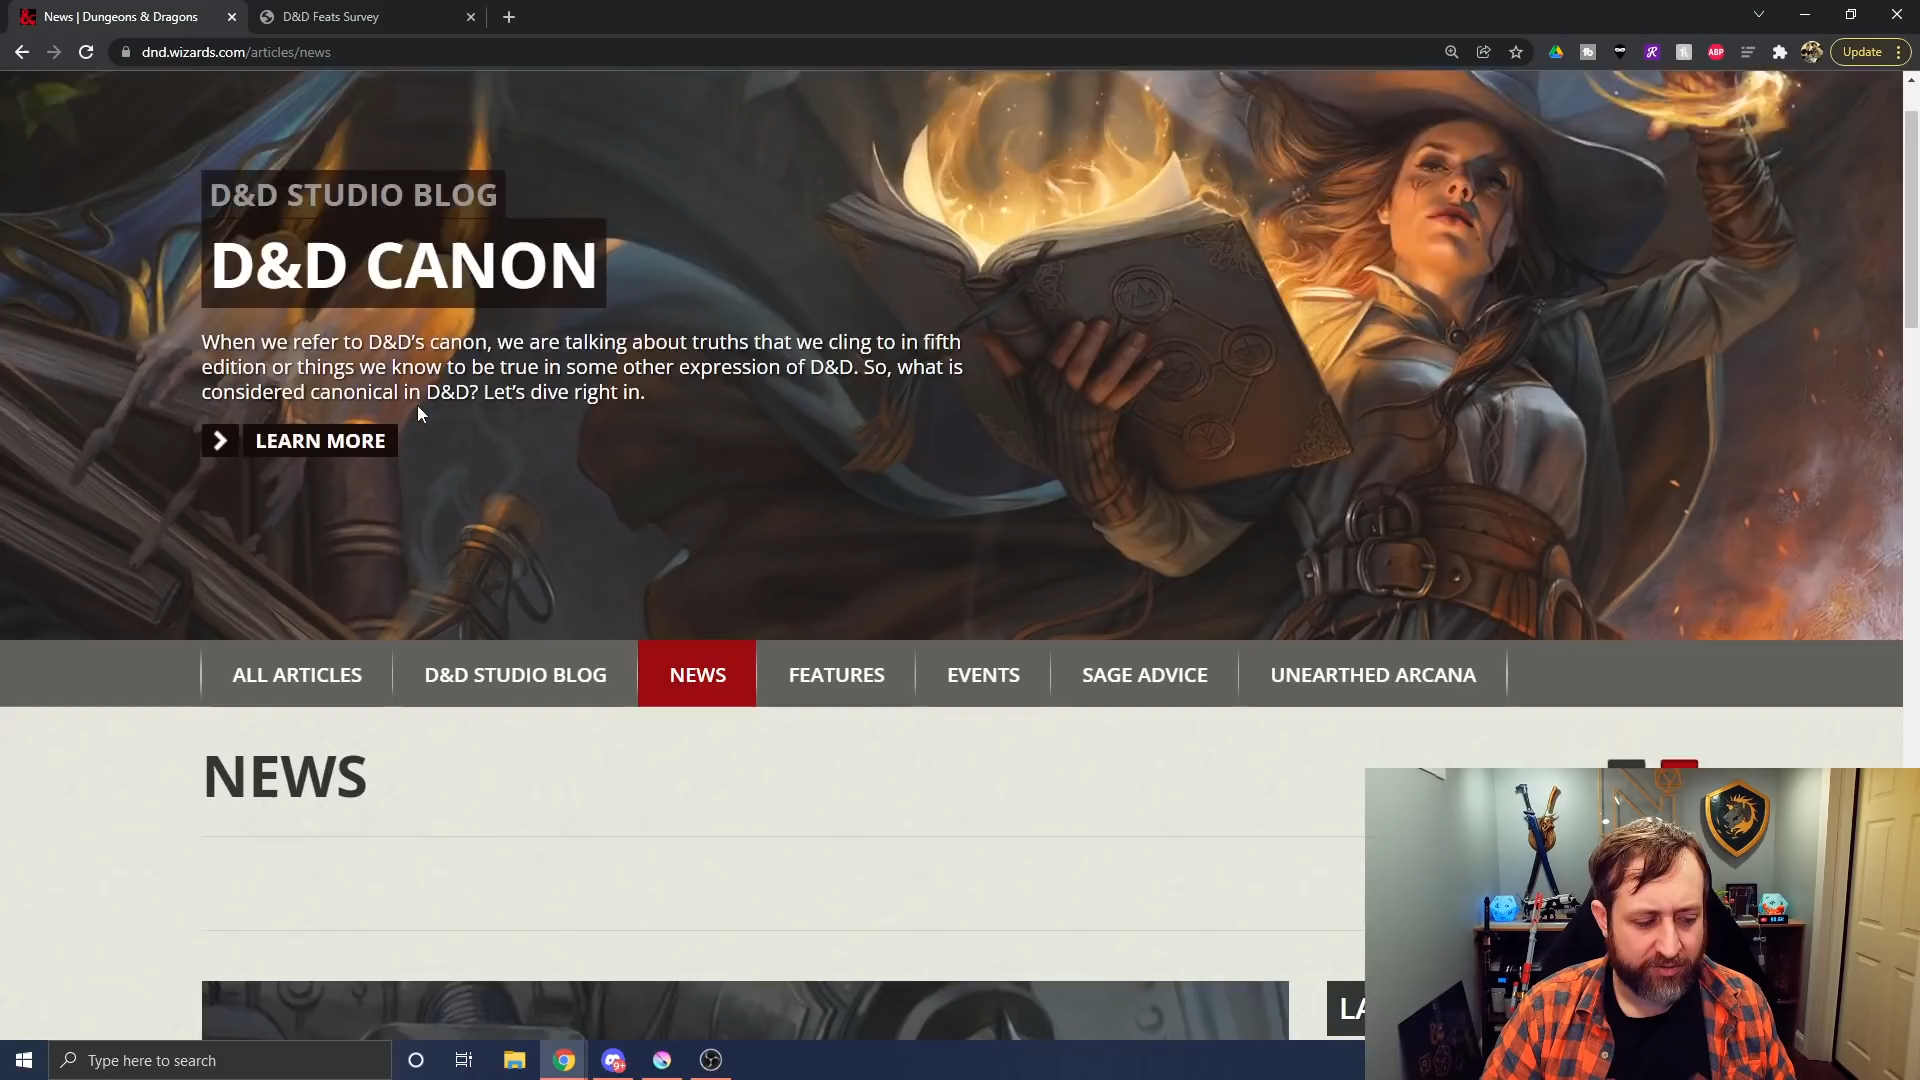 News | Dungeons & Dragons
D&D Feats Survey
dnd.wizards.com/articles/news
Update
D&D STUDIO BLOG
D&D CANON
When we refer to D&D's canon, we are talking about truths that we cling to in fifth
edition or things we know to be true in some other expression of D&D. So, what is
considered canonical in D&D? Let's dive right in.
LEARN MORE
ALL ARTICLES
D&D STUDIO BLOG
NEWS
FEATURES
EVENTS
SAGE ADVICE
UNEARTHED ARCANA
NEWS
LA
Type here to search
9+
ABP